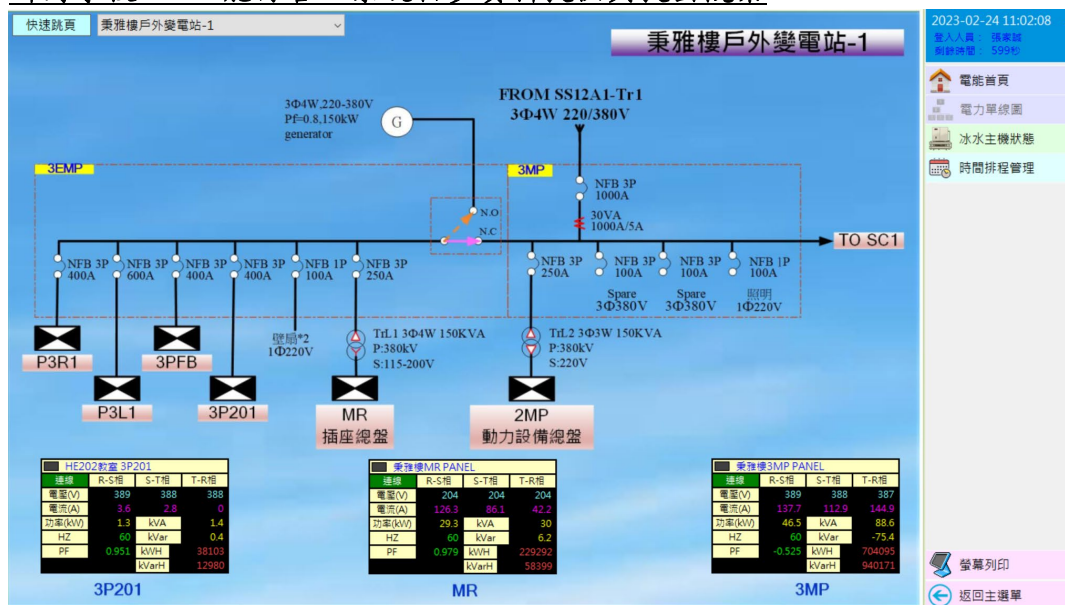 快速跳頁
秉雅樓戶外變電站-1
秉雅樓戶外變電站-1
2023-02-24 11:02:08
登入人員: 張家誠
剩餘時間: 599秒
電能首頁
電力單線圖
冰水主機狀態
時間排程管理
3Φ4W,220-380V
Pf=0.8,150kW
generator
G
FROM SS12A1-Tr1
3Φ4W 220/380V
3EMP
3MP
NFB 3P
1000A
30VA
1000A/5A
N.O
N.C
TO SC1
NFB 3P
400A
NFB 3P
600A
NFB 3P
400A
NFB 3P
400A
NFB 1P
100A
NFB 3P
250A
NFB 3P
250A
NFB 3P
100A
NFB 3P
100A
NFB 1P
100A
Spare
3Φ380V
Spare
3Φ380V
照明
1Φ220V
壁扇*2
1Φ220V
TrL1 3Φ4W 150KVA
P:380kV
S:115-200V
TrL2 3Φ3W 150KVA
P:380kV
S:220V
P3R1
3PFB
P3L1
3P201
MR
插座總盤
2MP
動力設備總盤
HE202教室 3P201
連線 R-S相 S-T相 T-R相
電壓(V) 389 388 388
電流(A) 3.6 2.8 0
功率(kW) 1.3 kVA 1.4
HZ 60 kVar 0.4
PF 0.951 kWH 38103
kVarH 12980
3P201
秉雅樓MR PANEL
連線 R-S相 S-T相 T-R相
電壓(V) 204 204 204
電流(A) 126.3 86.1 42.2
功率(kW) 29.3 kVA 30
HZ 60 kVar 6.2
PF 0.979 kWH 229292
kVarH 58399
MR
秉雅樓3MP PANEL
連線 R-S相 S-T相 T-R相
電壓(V) 389 388 387
電流(A) 137.7 112.9 144.9
功率(kW) 46.5 kVA 88.6
HZ 60 kVar -75.4
PF -0.525 kWH 704095
kVarH 940171
3MP
螢幕列印
返回主選單